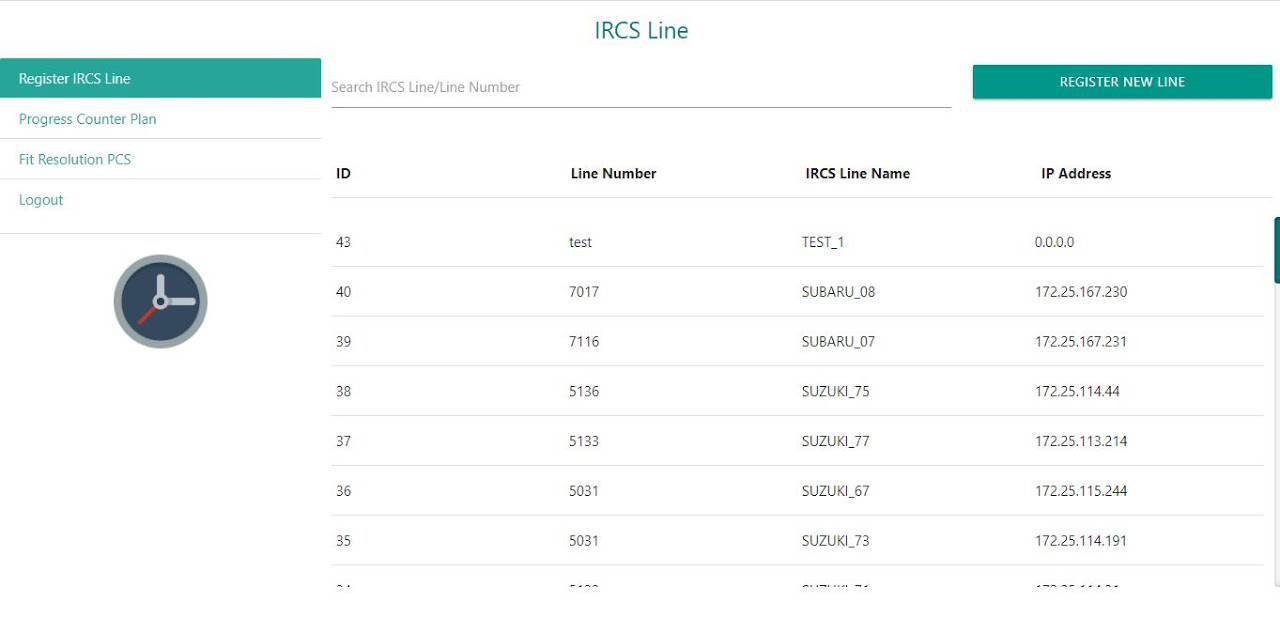 IRCS Line
Register IRCS Line
Progress Counter Plan
Fit Resolution PCS
Logout
Search IRCS Line/Line Number
REGISTER NEW LINE
ID Line Number IRCS Line Name IP Address
43 test TEST_1 0.0.0.0
40 7017 SUBARU_08 172.25.167.230
39 7116 SUBARU_07 172.25.167.231
38 5136 SUZUKI_75 172.25.114.44
37 5133 SUZUKI_77 172.25.113.214
36 5031 SUZUKI_67 172.25.115.244
35 5031 SUZUKI_73 172.25.114.191